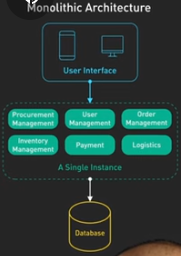 Monolithic Architecture
User Interface
Procurement Management
User Management
Order Management
Inventory Management
Payment
Logistics
A Single Instance
Database